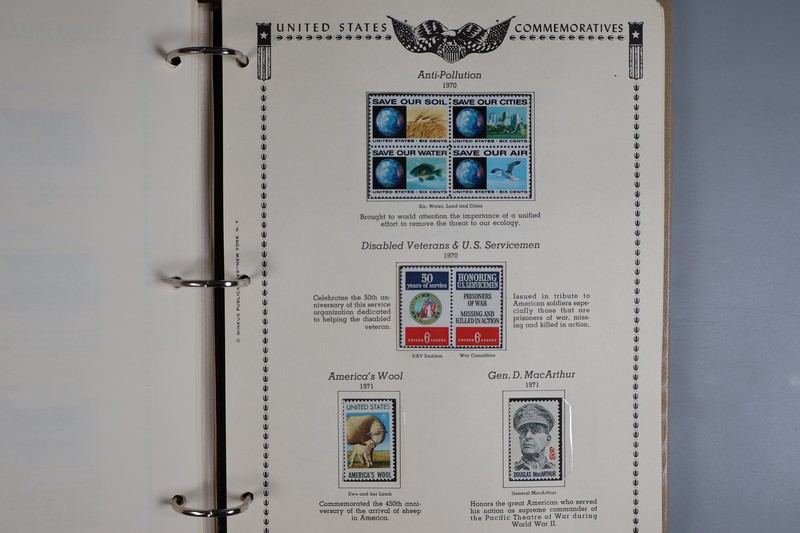 UNITED STATES COMMEMORATIVES
Anti-Pollution
1970
SAVE OUR SOIL
SAVE OUR CITIES
UNITED STATES · SIX CENTS
UNITED STATES · SIX CENTS
SAVE OUR WATER
SAVE OUR AIR
UNITED STATES · SIX CENTS
UNITED STATES · SIX CENTS
Air, Water, Land and Cities
Brought to world attention the importance of a unified
effort to remove the threat to our ecology.
Disabled Veterans & U.S. Servicemen
1970
Celebrates the 50th an-
niversary of this service
organization dedicated
to helping the disabled
veteran.
50
years of service
6¢
UNITED STATES
HONORING
U.S. SERVICEMEN
PRISONERS
OF WAR
MISSING AND
KILLED IN ACTION
6¢
UNITED STATES
Issued in tribute to
American soldiers espe-
cially those that are
prisoners of war, miss-
ing and killed in action.
DAV Emblem
War Casualties
America's Wool
1971
UNITED STATES
6
AMERICA'S WOOL
Ewe and her Lamb
Commemorated the 450th anni-
versary of the arrival of sheep
in America.
Gen. D. MacArthur
1971
DOUGLAS MacARTHUR
General MacArthur
Honors the great American who served
his nation as supreme commander of
the Pacific Theatre of War during
World War II.